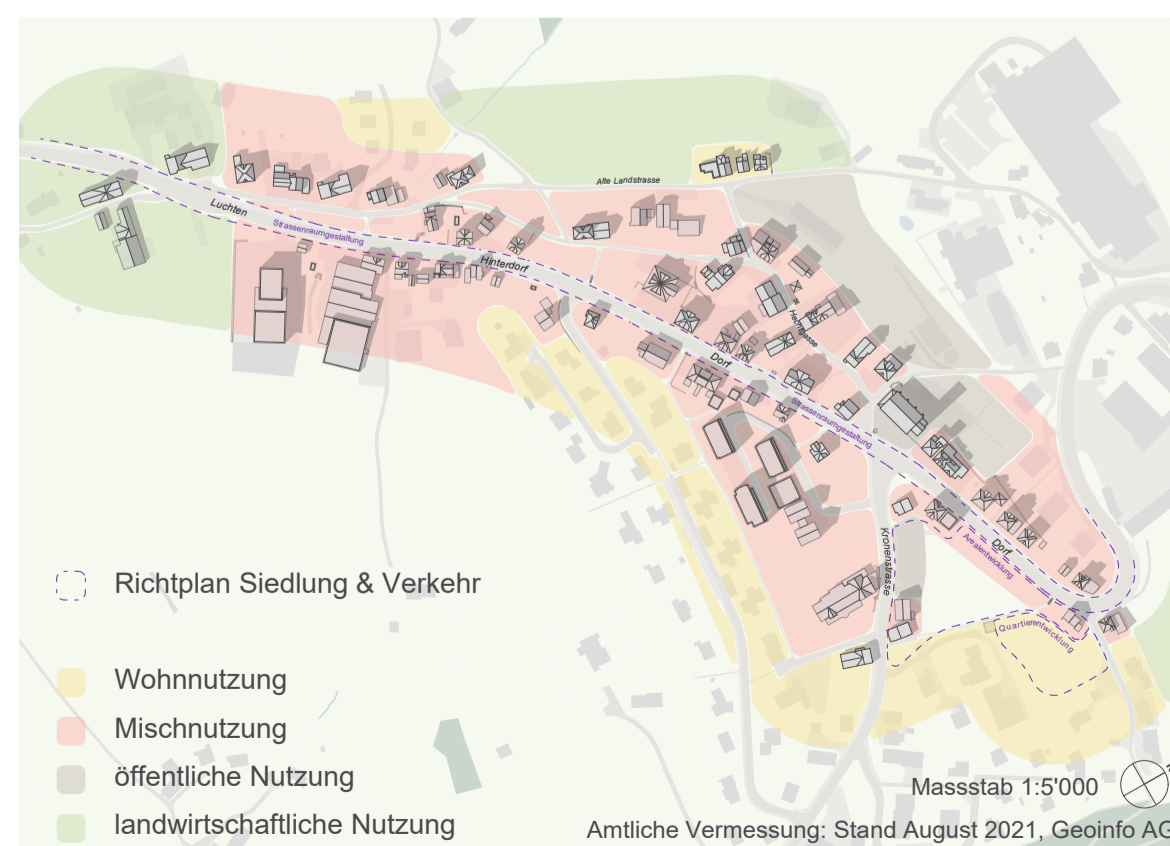 Alte Landstrasse
Luchten
Strassenraumgestaltung
Hinterdorf
Hechtgasse
Dorf
Strassenraumgestaltung
Kronenstrasse
Dorf
Arealentwicklung
Quartierentwicklung
Richtplan Siedlung & Verkehr
Wohnnutzung
Mischnutzung
öffentliche Nutzung
landwirtschaftliche Nutzung
Massstab 1:5'000
Amtliche Vermessung: Stand August 2021, Geoinfo AG